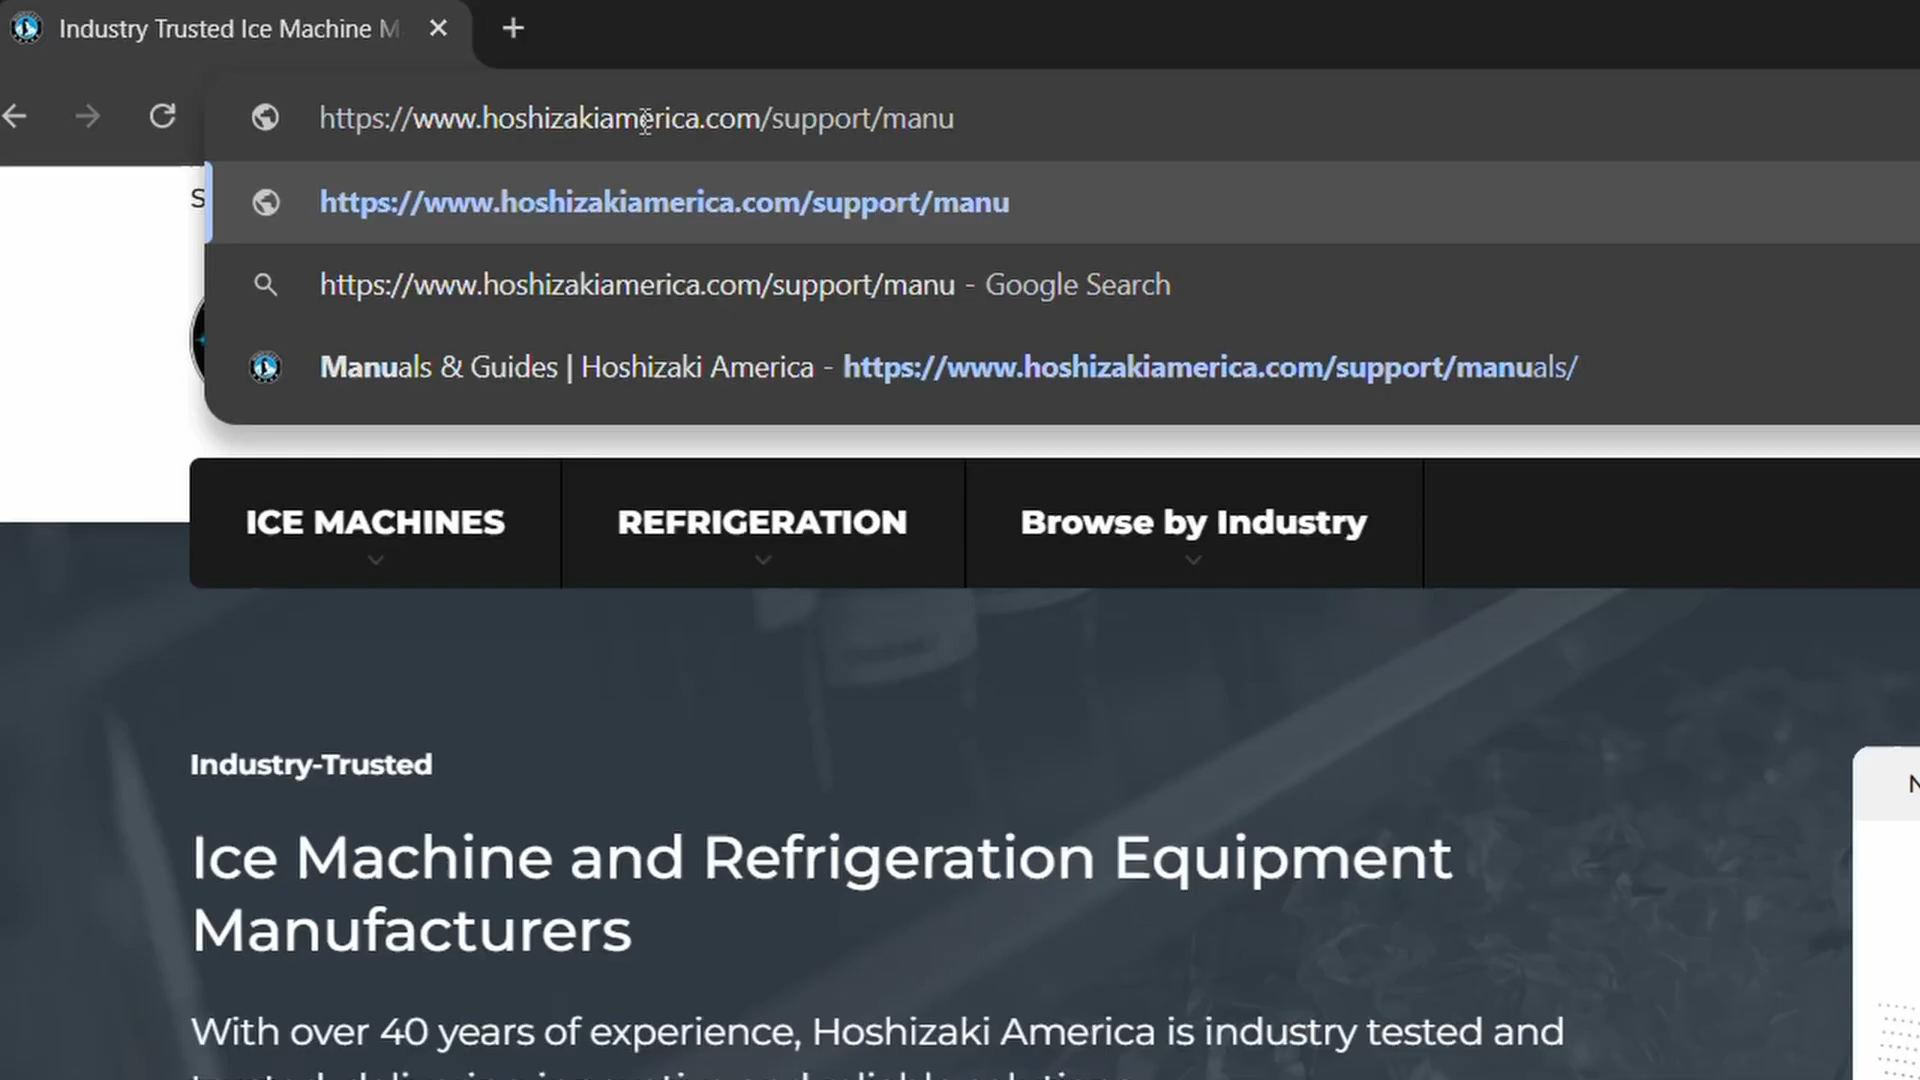 Industry Trusted Ice Machine M
https://www.hoshizakiamerica.com/support/manu
https://www.hoshizakiamerica.com/support/manu
https://www.hoshizakiamerica.com/support/manu - Google Search
Manuals & Guides | Hoshizaki America - https://www.hoshizakiamerica.com/support/manuals/
S
ICE MACHINES
REFRIGERATION
Browse by Industry
Industry-Trusted
Ice Machine and Refrigeration Equipment
Manufacturers
With over 40 years of experience, Hoshizaki America is industry tested and
N